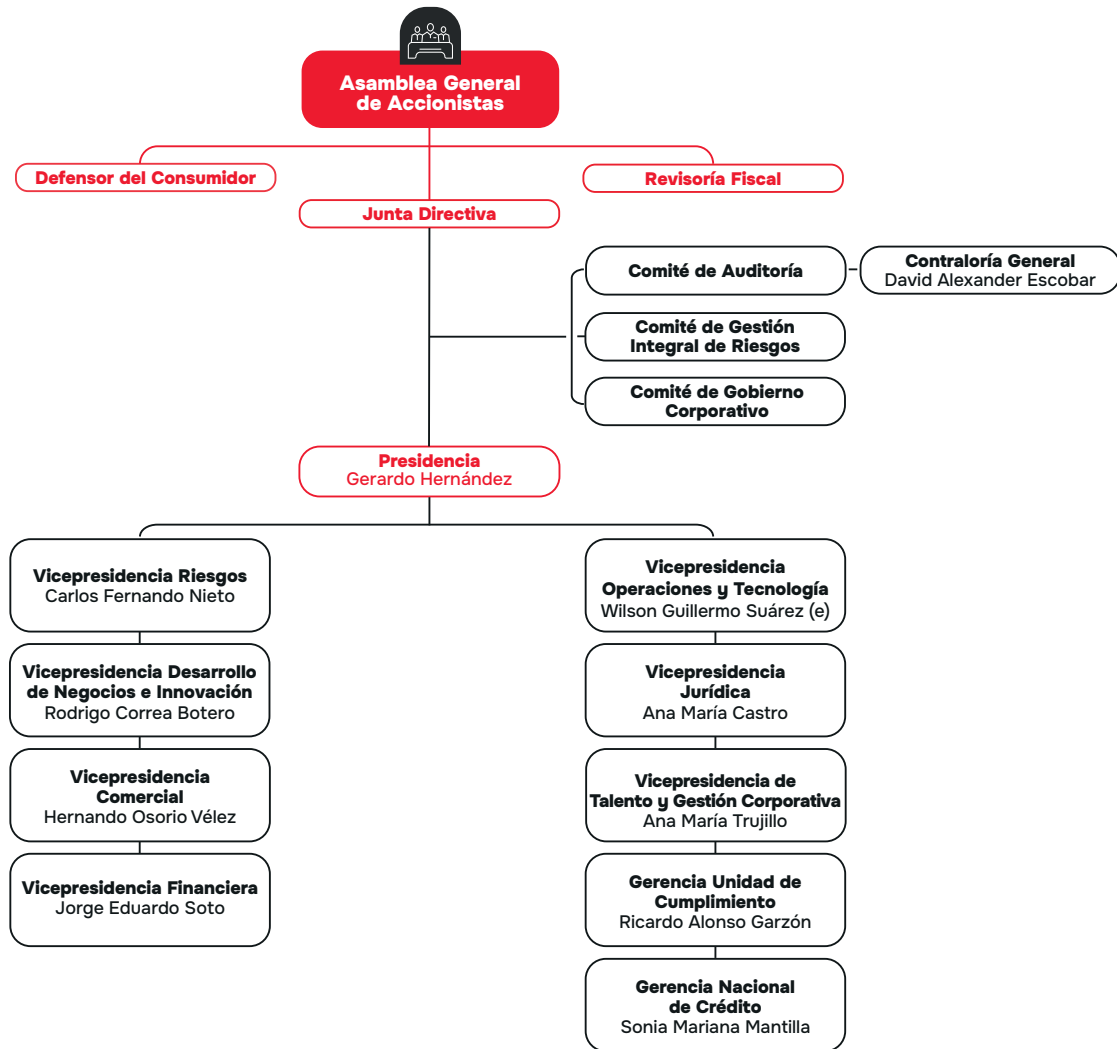 Asamblea General
de Accionistas
Defensor del Consumidor
Revisoría Fiscal
Junta Directiva
Comité de Auditoría
Contraloría General
David Alexander Escobar
Comité de Gestión
Integral de Riesgos
Comité de Gobierno
Corporativo
Presidencia
Gerardo Hernández
Vicepresidencia Riesgos
Carlos Fernando Nieto
Vicepresidencia Desarrollo
de Negocios e Innovación
Rodrigo Correa Botero
Vicepresidencia
Comercial
Hernando Osorio Vélez
Vicepresidencia Financiera
Jorge Eduardo Soto
Vicepresidencia
Operaciones y Tecnología
Wilson Guillermo Suárez (e)
Vicepresidencia
Jurídica
Ana María Castro
Vicepresidencia de
Talento y Gestión Corporativa
Ana María Trujillo
Gerencia Unidad de
Cumplimiento
Ricardo Alonso Garzón
Gerencia Nacional
de Crédito
Sonia Mariana Mantilla